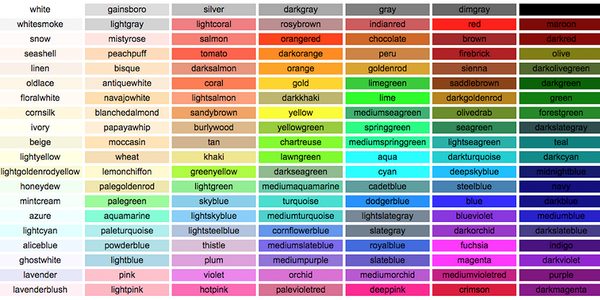 white gainsboro silver darkgray gray dimgray
whitesmoke lightgray lightcoral rosybrown indianred red maroon
snow mistyrose salmon orangered chocolate brown darkred
seashell peachpuff tomato darkorange peru firebrick olive
linen bisque darksalmon orange goldenrod sienna darkolivegreen
oldlace antiquewhite coral gold limegreen saddlebrown darkgreen
floralwhite navajowhite lightsalmon darkkhaki lime darkgoldenrod green
cornsilk blanchedalmond sandybrown yellow mediumseagreen olivedrab forestgreen
ivory papayawhip burlywood yellowgreen springgreen seagreen darkslategray
beige moccasin tan chartreuse mediumspringgreen lightseagreen teal
lightyellow wheat khaki lawngreen aqua darkturquoise darkcyan
lightgoldenrodyellow lemonchiffon greenyellow darkseagreen cyan deepskyblue midnightblue
honeydew palegoldenrod lightgreen mediumaquamarine cadetblue steelblue navy
mintcream palegreen skyblue turquoise dodgerblue blue darkblue
azure aquamarine lightskyblue mediumturquoise lightslategray blueviolet mediumblue
lightcyan paleturquoise lightsteelblue cornflowerblue slategray darkorchid darkslateblue
aliceblue powderblue thistle mediumslateblue royalblue fuchsia indigo
ghostwhite lightblue plum mediumpurple slateblue magenta darkviolet
lavender pink violet orchid mediumorchid mediumvioletred purple
lavenderblush lightpink hotpink palevioletred deeppink crimson darkmagenta